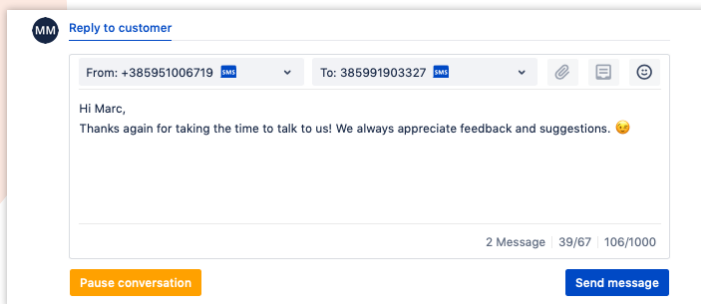 MM Reply to customer
From: +385951006719 SMS To: 385991903327 SMS
Hi Marc,
Thanks again for taking the time to talk to us! We always appreciate feedback and suggestions. 😉
2 Message 39/67 106/1000
Pause conversation Send message